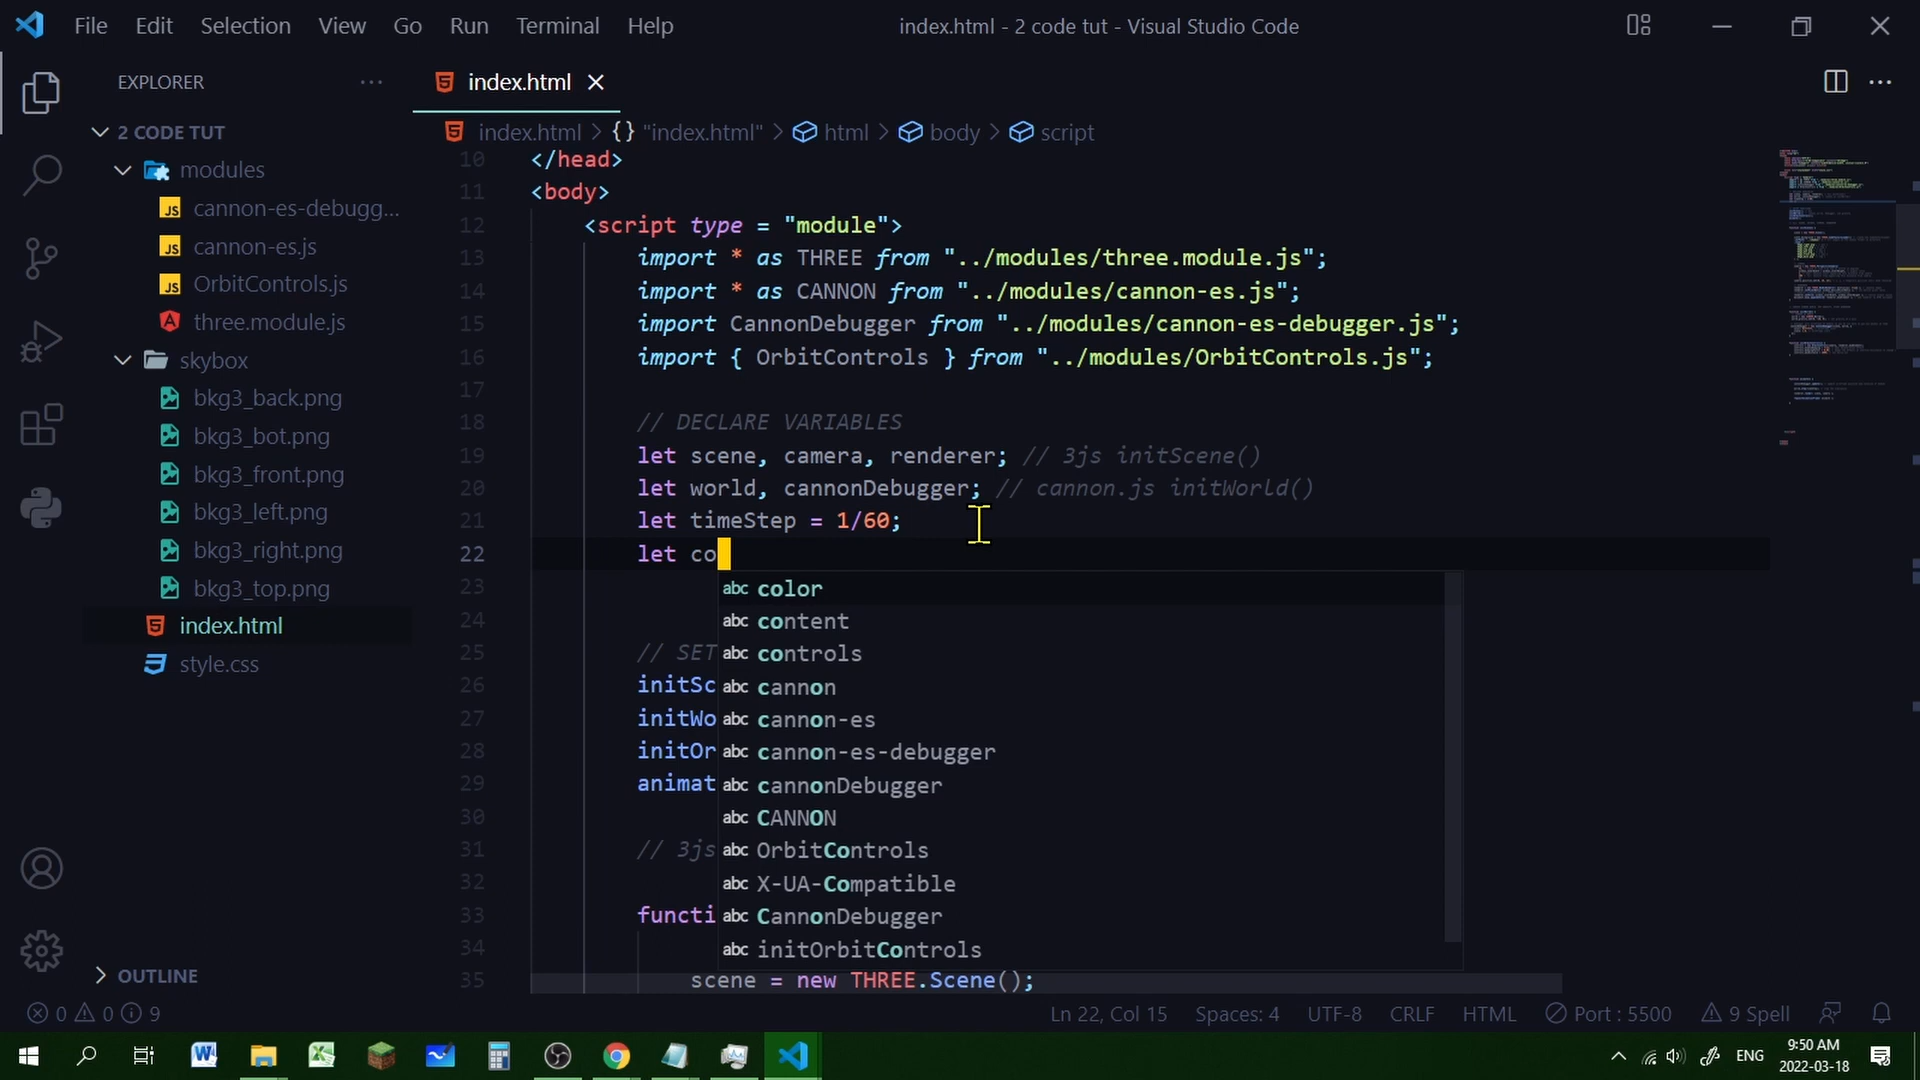 File Edit Selection View Go Run Terminal Help
index.html - 2 code tut - Visual Studio Code
EXPLORER
2 CODE TUT
modules
cannon-es-debugg...
cannon-es.js
OrbitControls.js
three.module.js
skybox
bkg3_back.png
bkg3_bot.png
bkg3_front.png
bkg3_left.png
bkg3_right.png
bkg3_top.png
index.html
style.css
OUTLINE
index.html
index.html > {} "index.html" > html > body > script
10 </head>
11 <body>
12 <script type = "module">
13 import * as THREE from "../modules/three.module.js";
14 import * as CANNON from "../modules/cannon-es.js";
15 import CannonDebugger from "../modules/cannon-es-debugger.js";
16 import { OrbitControls } from "../modules/OrbitControls.js";
17
18 // DECLARE VARIABLES
19 let scene, camera, renderer; // 3js initScene()
20 let world, cannonDebugger; // cannon.js initWorld()
21 let timeStep = 1/60;
22 let co
23 abc color
24 abc content
25 // SET abc controls
26 initSc abc cannon
27 initWo abc cannon-es
28 initOr abc cannon-es-debugger
29 animat abc cannonDebugger
30 abc CANNON
31 // 3js abc OrbitControls
32 abc X-UA-Compatible
33 functi abc CannonDebugger
34 abc initOrbitControls
35 scene = new THREE.Scene();
0 0 9
Ln 22, Col 15 Spaces: 4 UTF-8 CRLF HTML Port : 5500 9 Spell
ENG
9:50 AM
2022-03-18